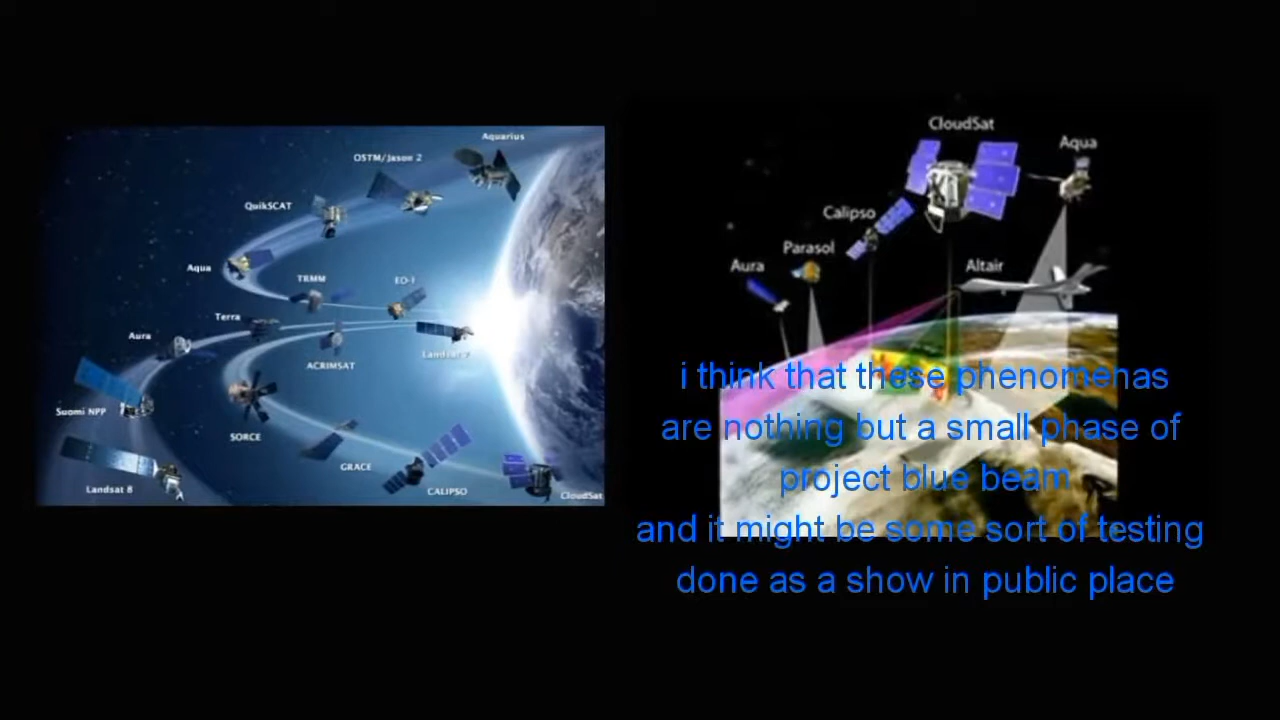 Aquarius
OSTM/Jason 2
QuikSCAT
Aqua
TRMM
EO-1
Terra
Aura
ACRIMSAT
Suomi NPP
SORCE
GRACE
Landsat 8
CALIPSO
CloudSat
CloudSat
Aqua
Calipso
Parasol
Aura
Altair
i think that these phenomenas
are nothing but a small phase of
project blue beam
and it might be some sort of testing
done as a show in public place